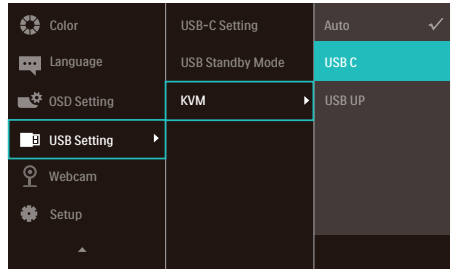 Color
Language
OSD Setting
USB Setting
Webcam
Setup
USB-C Setting
USB Standby Mode
KVM
Auto
USB C
USB UP